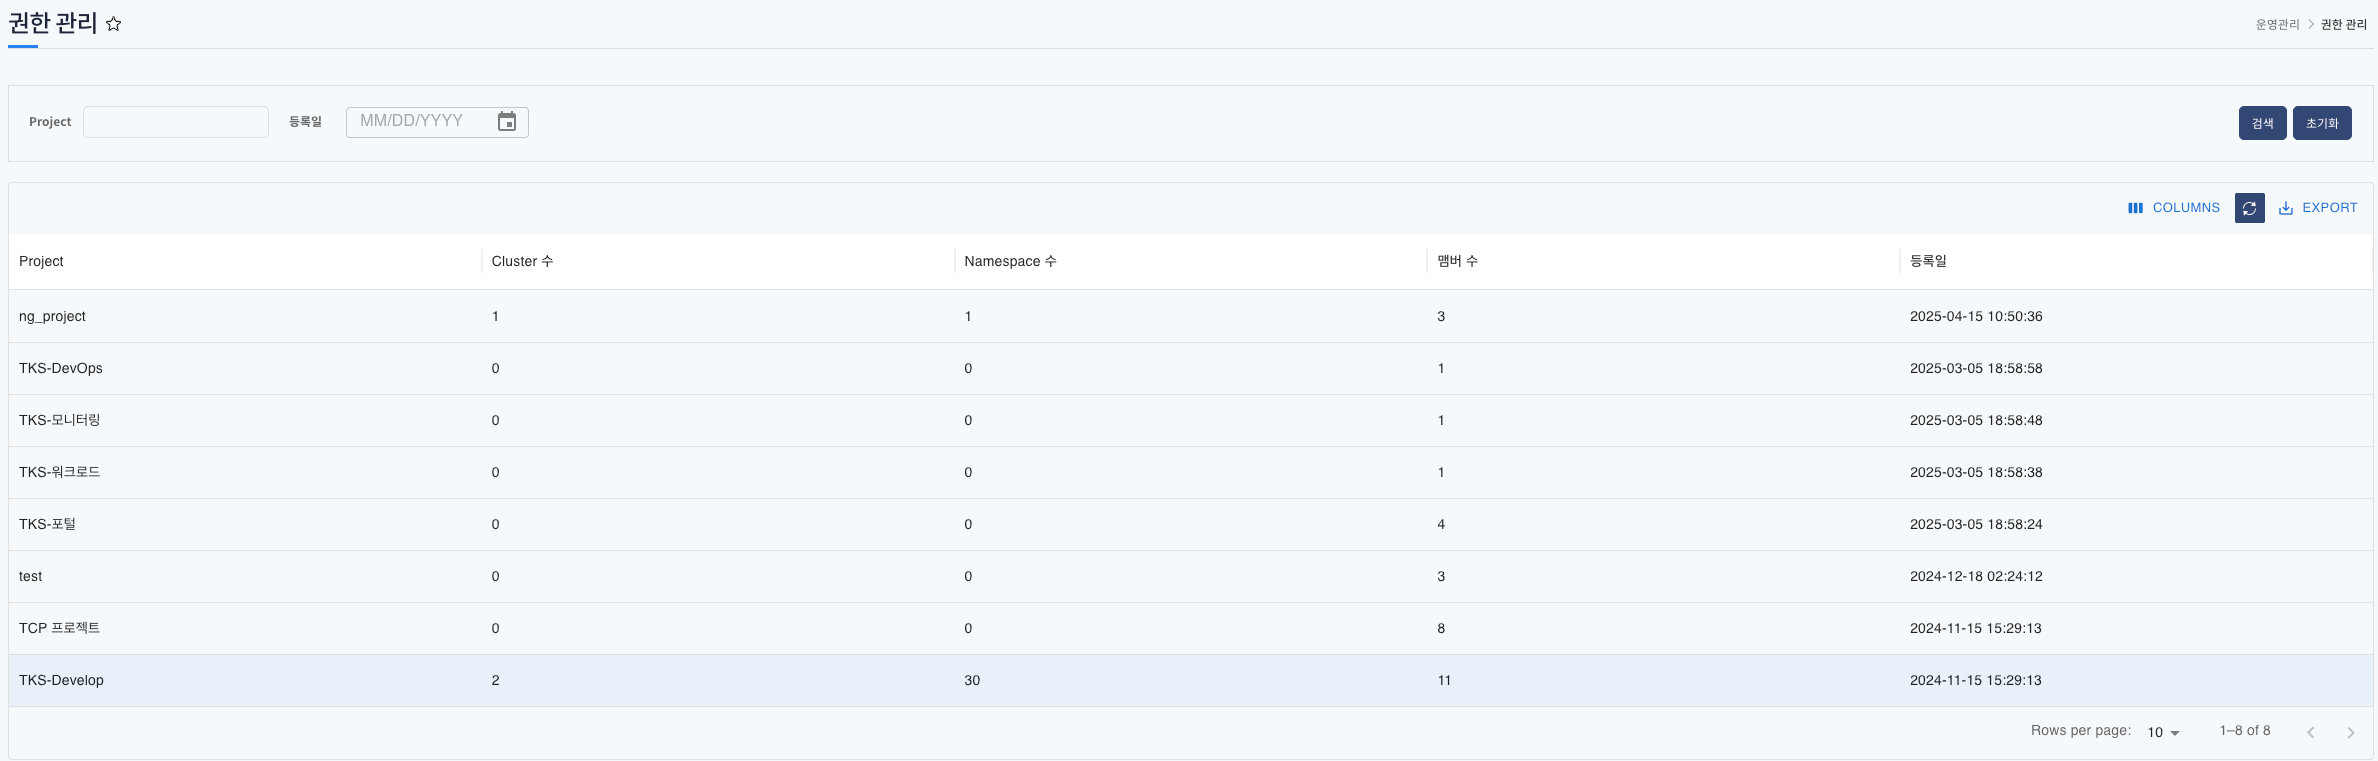 권한 관리
운영관리 > 권한 관리
Project 등록일 MM/DD/YYYY 검색 초기화
COLUMNS EXPORT
Project Cluster 수 Namespace 수 맴버 수 등록일
ng_project 1 1 3 2025-04-15 10:50:36
TKS-DevOps 0 0 1 2025-03-05 18:58:58
TKS-모니터링 0 0 1 2025-03-05 18:58:48
TKS-워크로드 0 0 1 2025-03-05 18:58:38
TKS-포털 0 0 4 2025-03-05 18:58:24
test 0 0 3 2024-12-18 02:24:12
TCP 프로젝트 0 0 8 2024-11-15 15:29:13
TKS-Develop 2 30 11 2024-11-15 15:29:13
Rows per page: 10 1–8 of 8